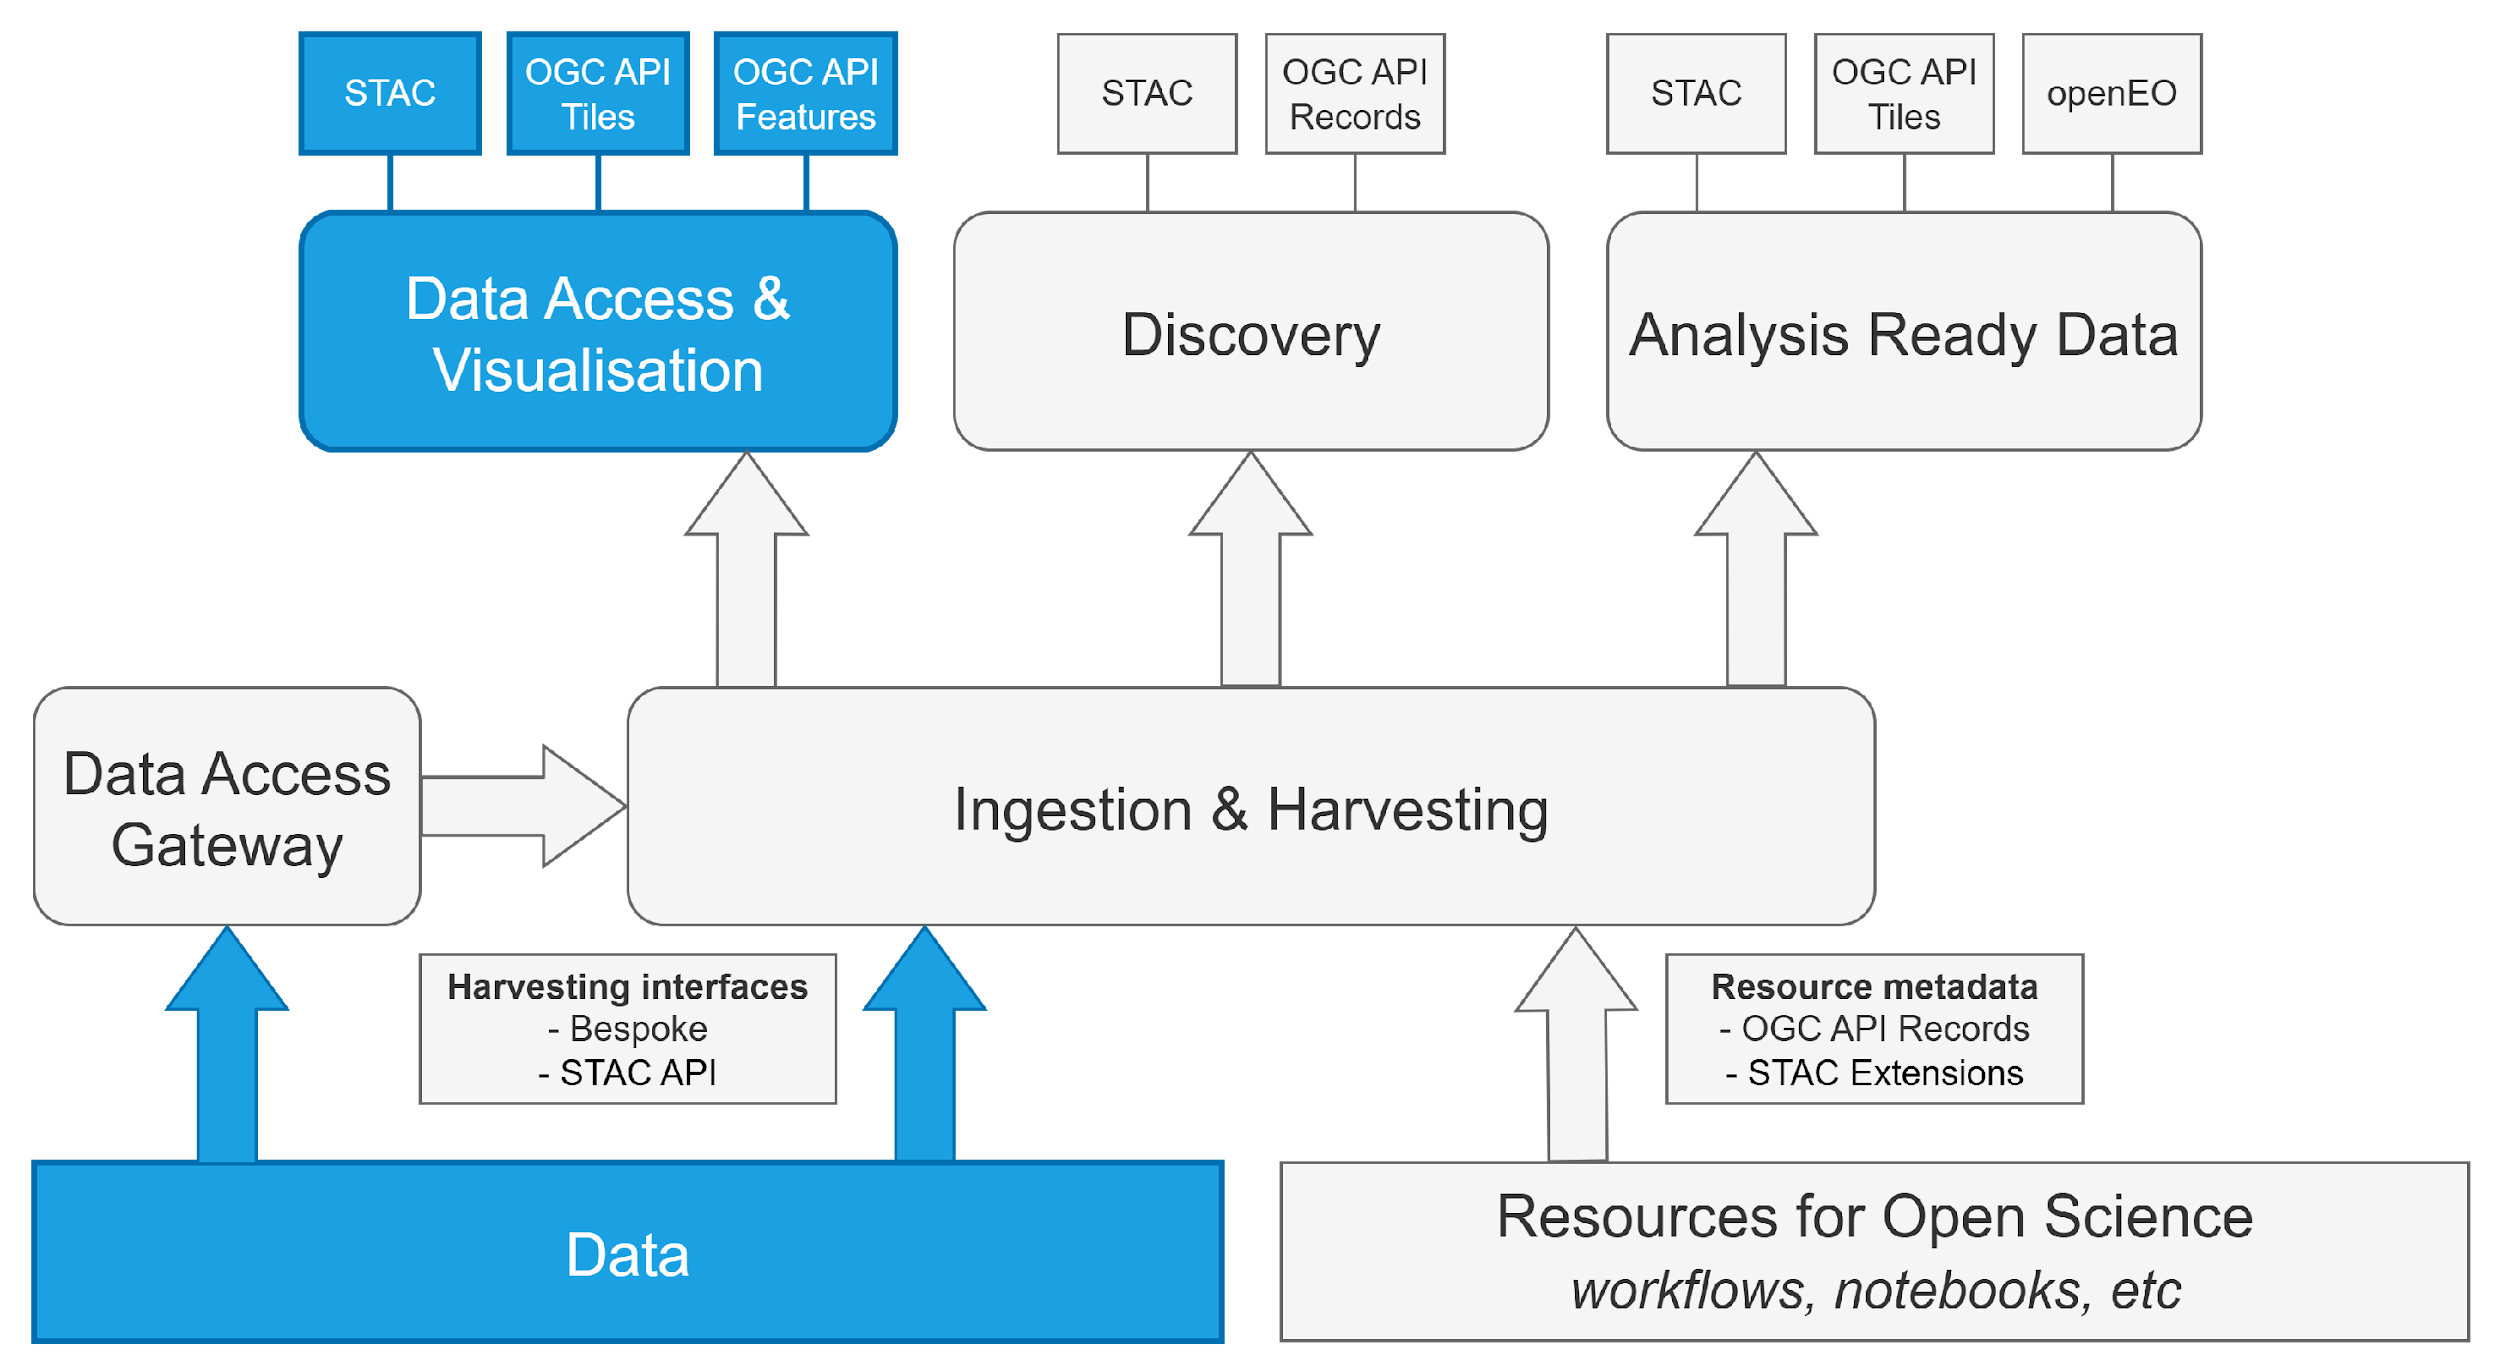 STAC
OGC API
Tiles
OGC API
Features
STAC
OGC API
Records
STAC
OGC API
Tiles
openEO
Data Access &
Visualisation
Discovery
Analysis Ready Data
Data Access
Gateway
Ingestion & Harvesting
Harvesting interfaces
- Bespoke
- STAC API
Resource metadata
- OGC API Records
- STAC Extensions
Data
Resources for Open Science
workflows, notebooks, etc